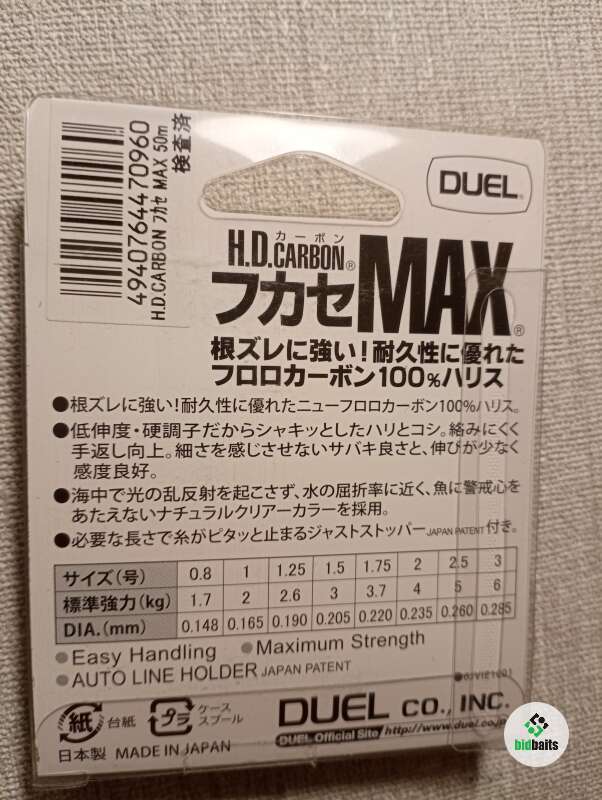 4940764470960
H.D.CARBON フカセ MAX 50m
検査済
DUEL®
カーボン
H.D.CARBON®
フカセMAX®
根ズレに強い!耐久性に優れた
フロロカーボン100%ハリス
●根ズレに強い!耐久性に優れたニューフロロカーボン100%ハリス。
●低伸度・硬調子だからシャキッとしたハリとコシ。絡みにくく
手返し向上。細さを感じさせないサバキ良さと、伸びが少なく
感度良好。
●海中で光の乱反射を起こさず、水の屈折率に近く、魚に警戒心を
あたえないナチュラルクリアーカラーを採用。
●必要な長さで糸がピタッと止まるジャストストッパーJAPAN PATENT付き。
サイズ(号) 0.8 1 1.25 1.5 1.75 2 2.5 3
標準強力(kg) 1.7 2 2.6 3 3.7 4 5 6
DIA.(mm) 0.148 0.165 0.190 0.205 0.220 0.235 0.260 0.285
●Easy Handling ●Maximum Strength
●AUTO LINE HOLDER JAPAN PATENT
紙 台紙 プラ ケース
スプール
DUEL CO., INC.
DUEL Official Site http://www.duel.co.jp
日本製 MADE IN JAPAN
bidbaits